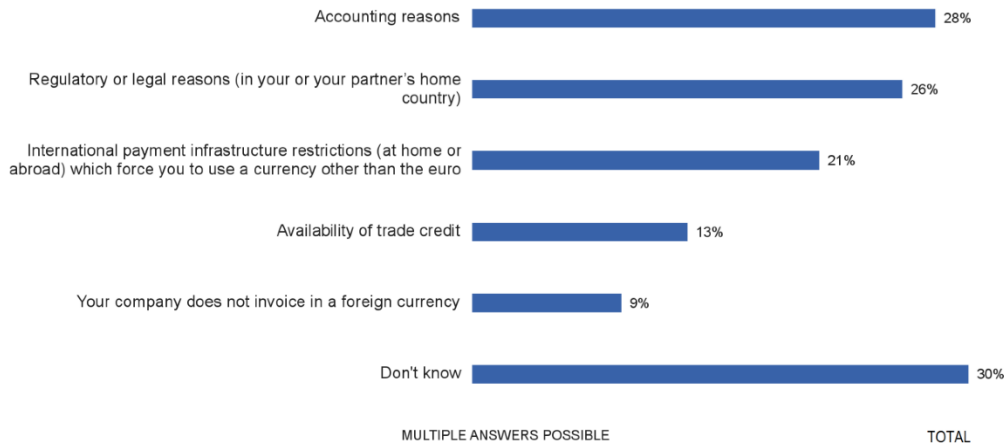 Accounting reasons
28%
Regulatory or legal reasons (in your or your partner's home
country)
26%
International payment infrastructure restrictions (at home or
abroad) which force you to use a currency other than the euro
21%
Availability of trade credit
13%
Your company does not invoice in a foreign currency
9%
Don't know
30%
MULTIPLE ANSWERS POSSIBLE
TOTAL